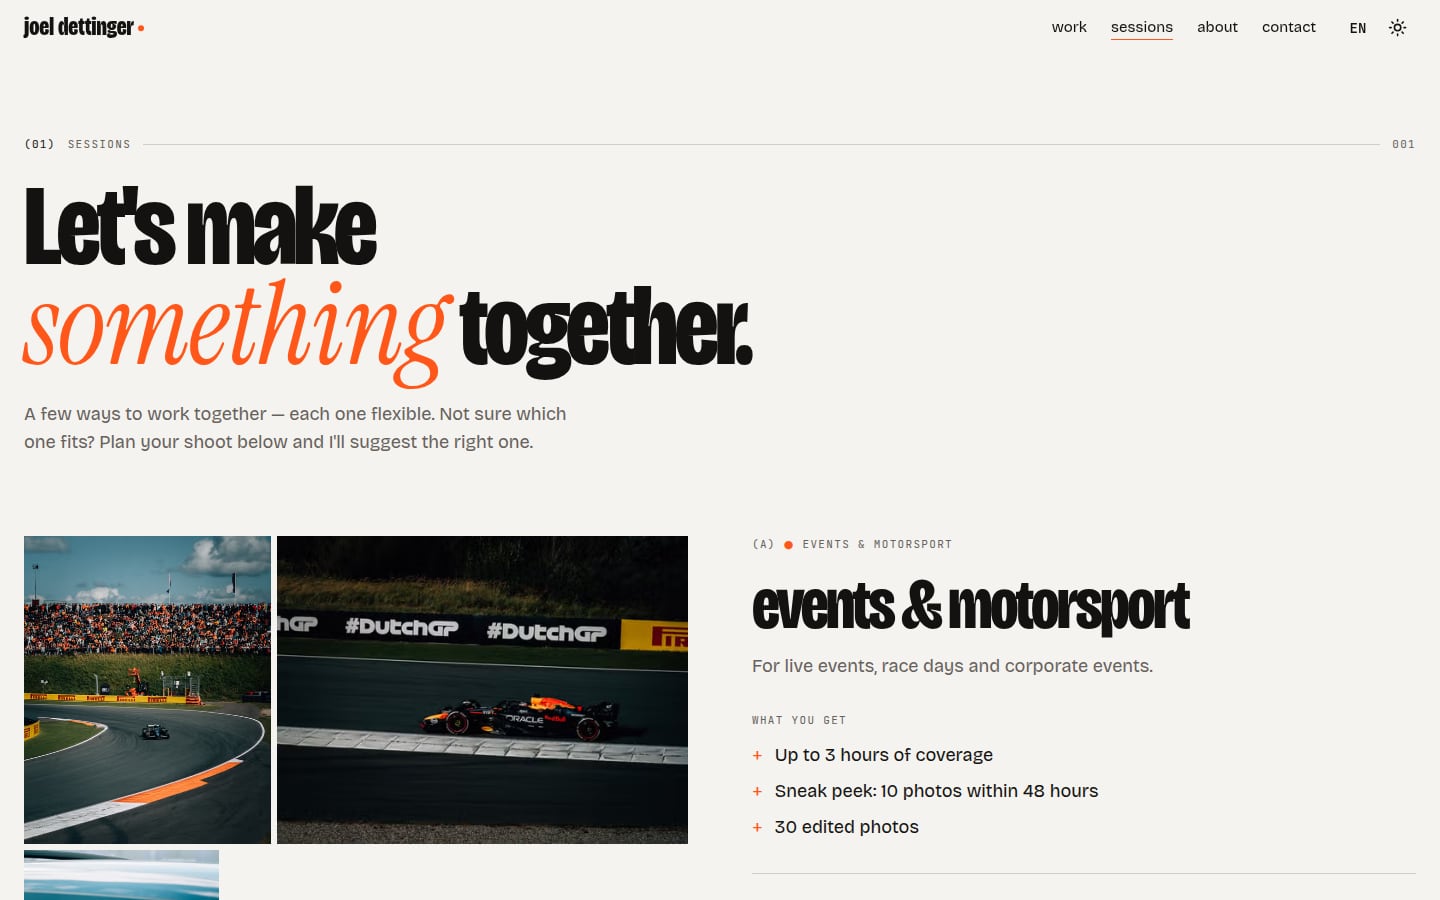 joel dettinger
work sessions about contact EN
(01) SESSIONS 001
Let's make
something together.
A few ways to work together — each one flexible. Not sure which
one fits? Plan your shoot below and I'll suggest the right one.
(A) EVENTS & MOTORSPORT
events & motorsport
For live events, race days and corporate events.
WHAT YOU GET
+ Up to 3 hours of coverage
+ Sneak peek: 10 photos within 48 hours
+ 30 edited photos
#DutchGP #DutchGP
ORACLE